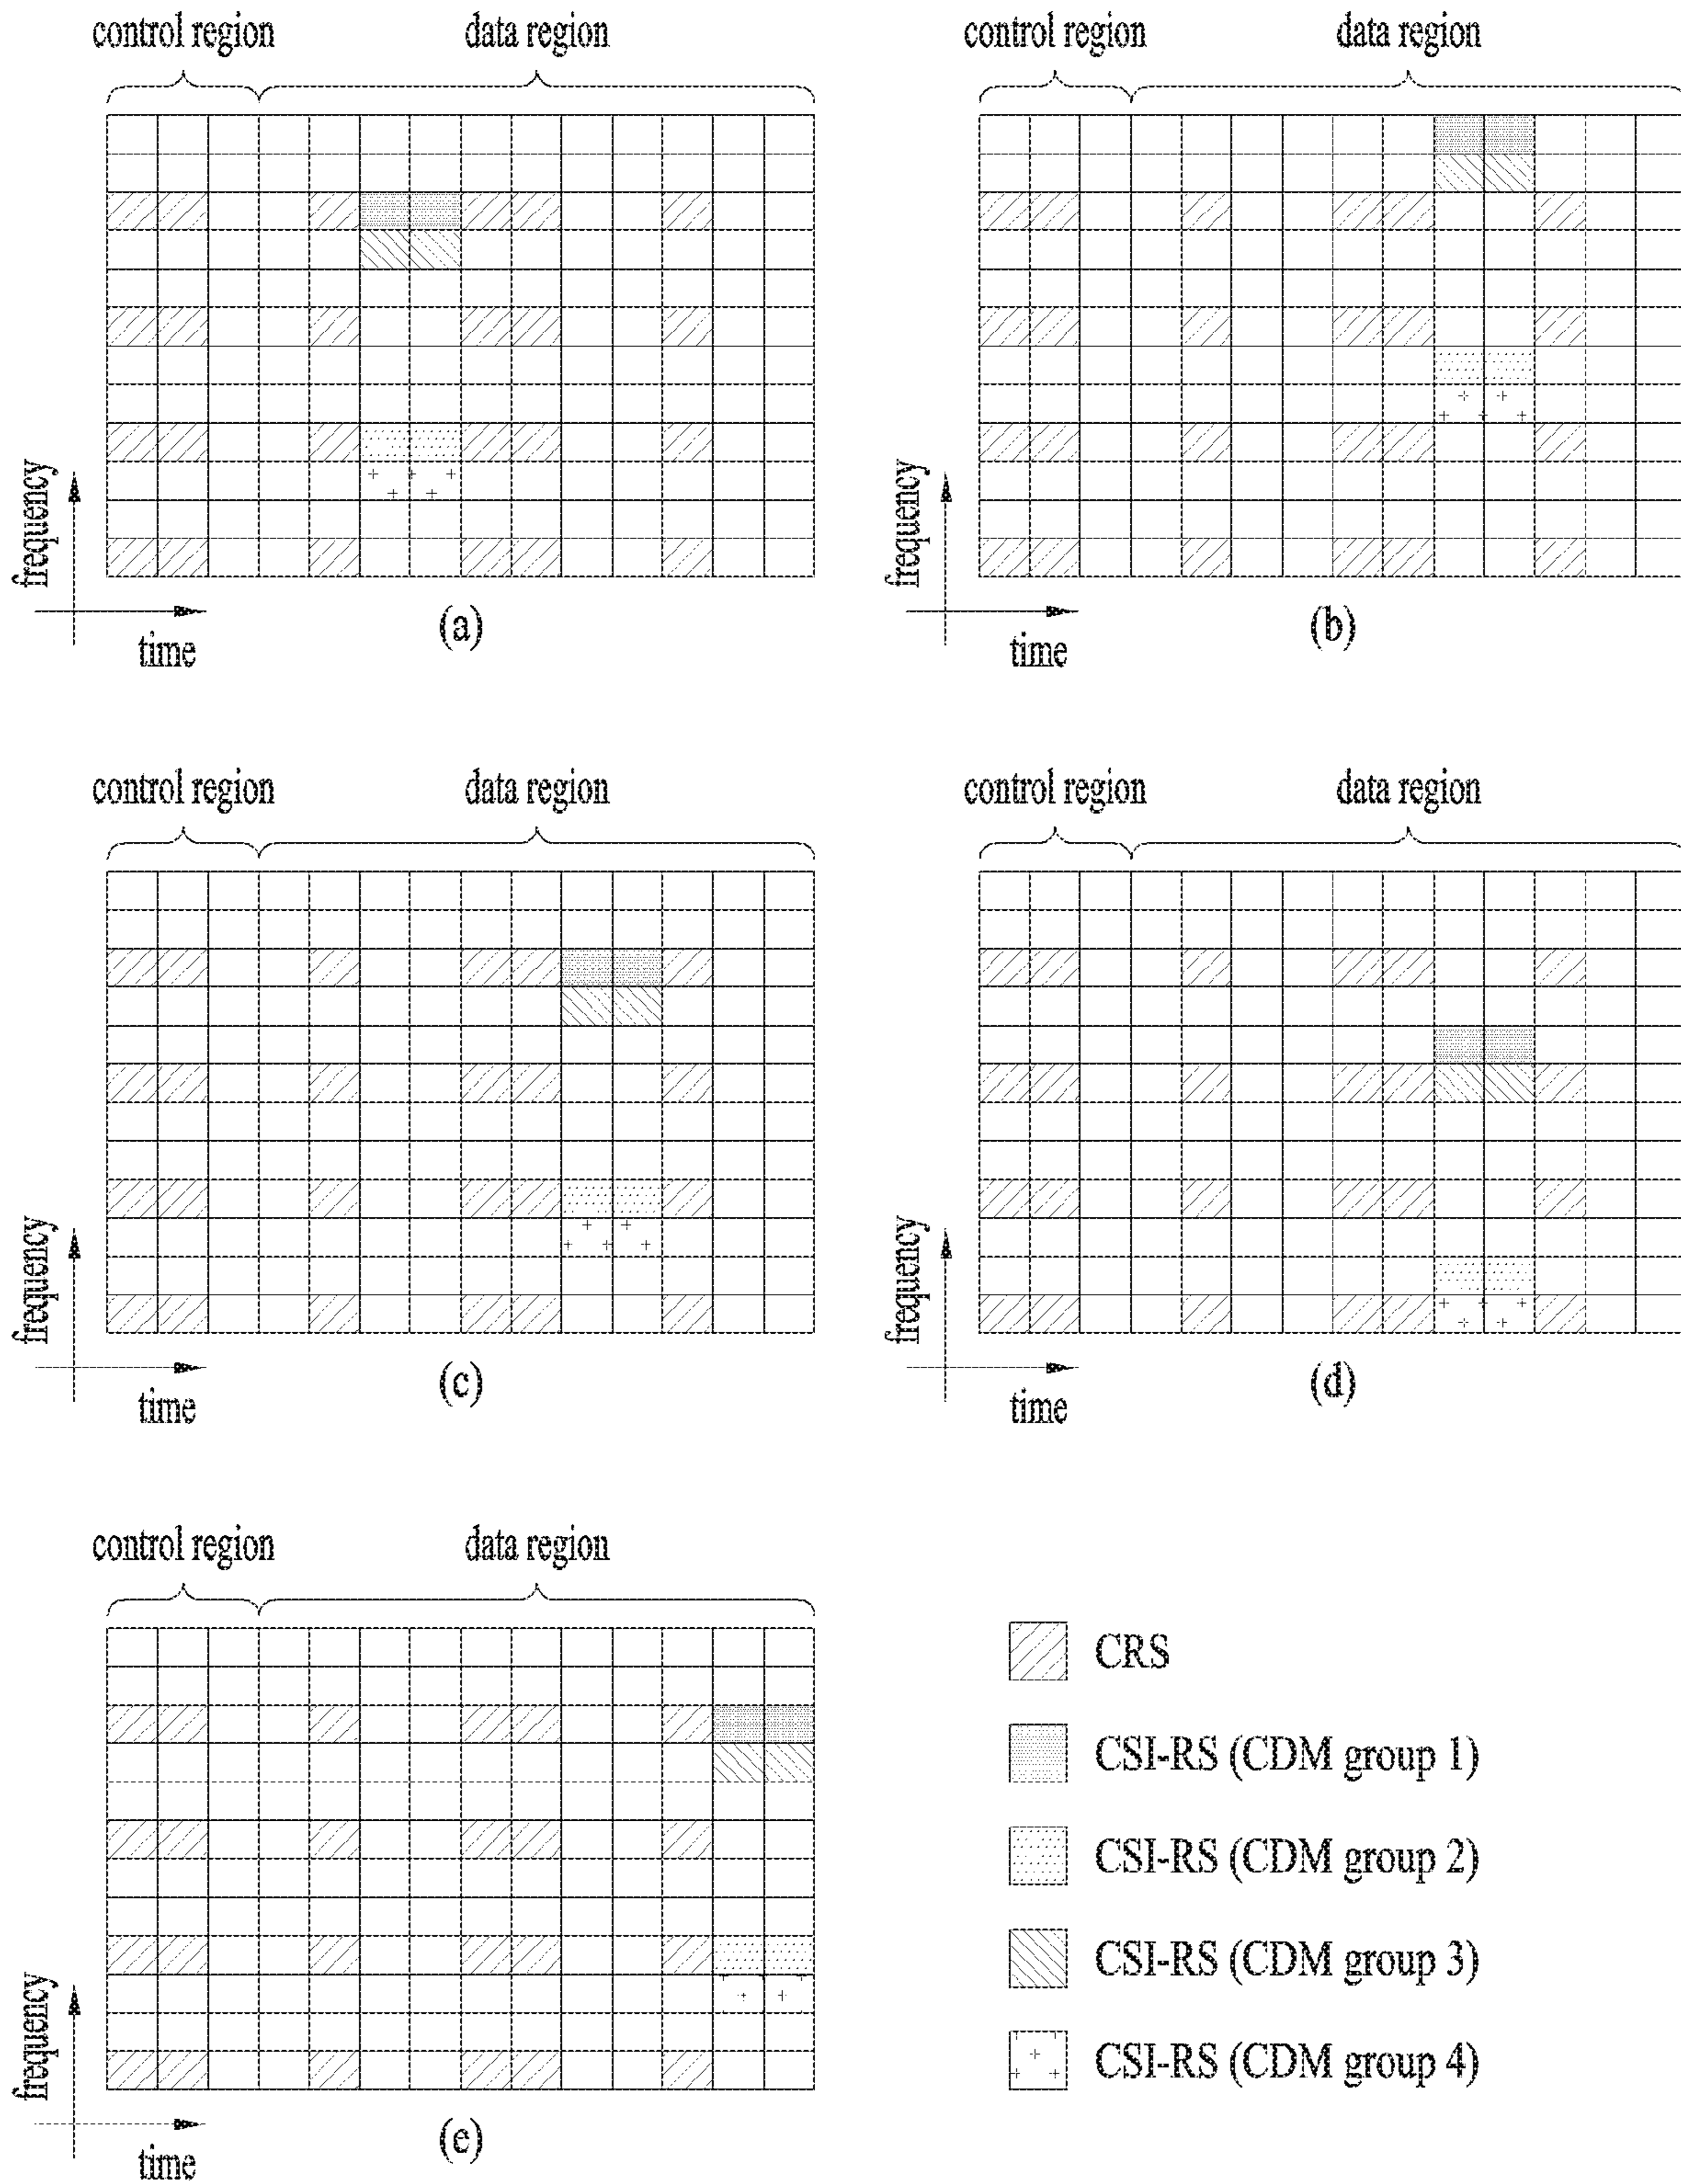 control region
data region
control region
data region
frequency
time
(a)
frequency
time
(b)
control region
data region
control region
data region
frequency
time
(c)
frequency
time
(d)
control region
data region
frequency
time
(e)
CRS
CSI-RS (CDM group 1)
CSI-RS (CDM group 2)
CSI-RS (CDM group 3)
CSI-RS (CDM group 4)